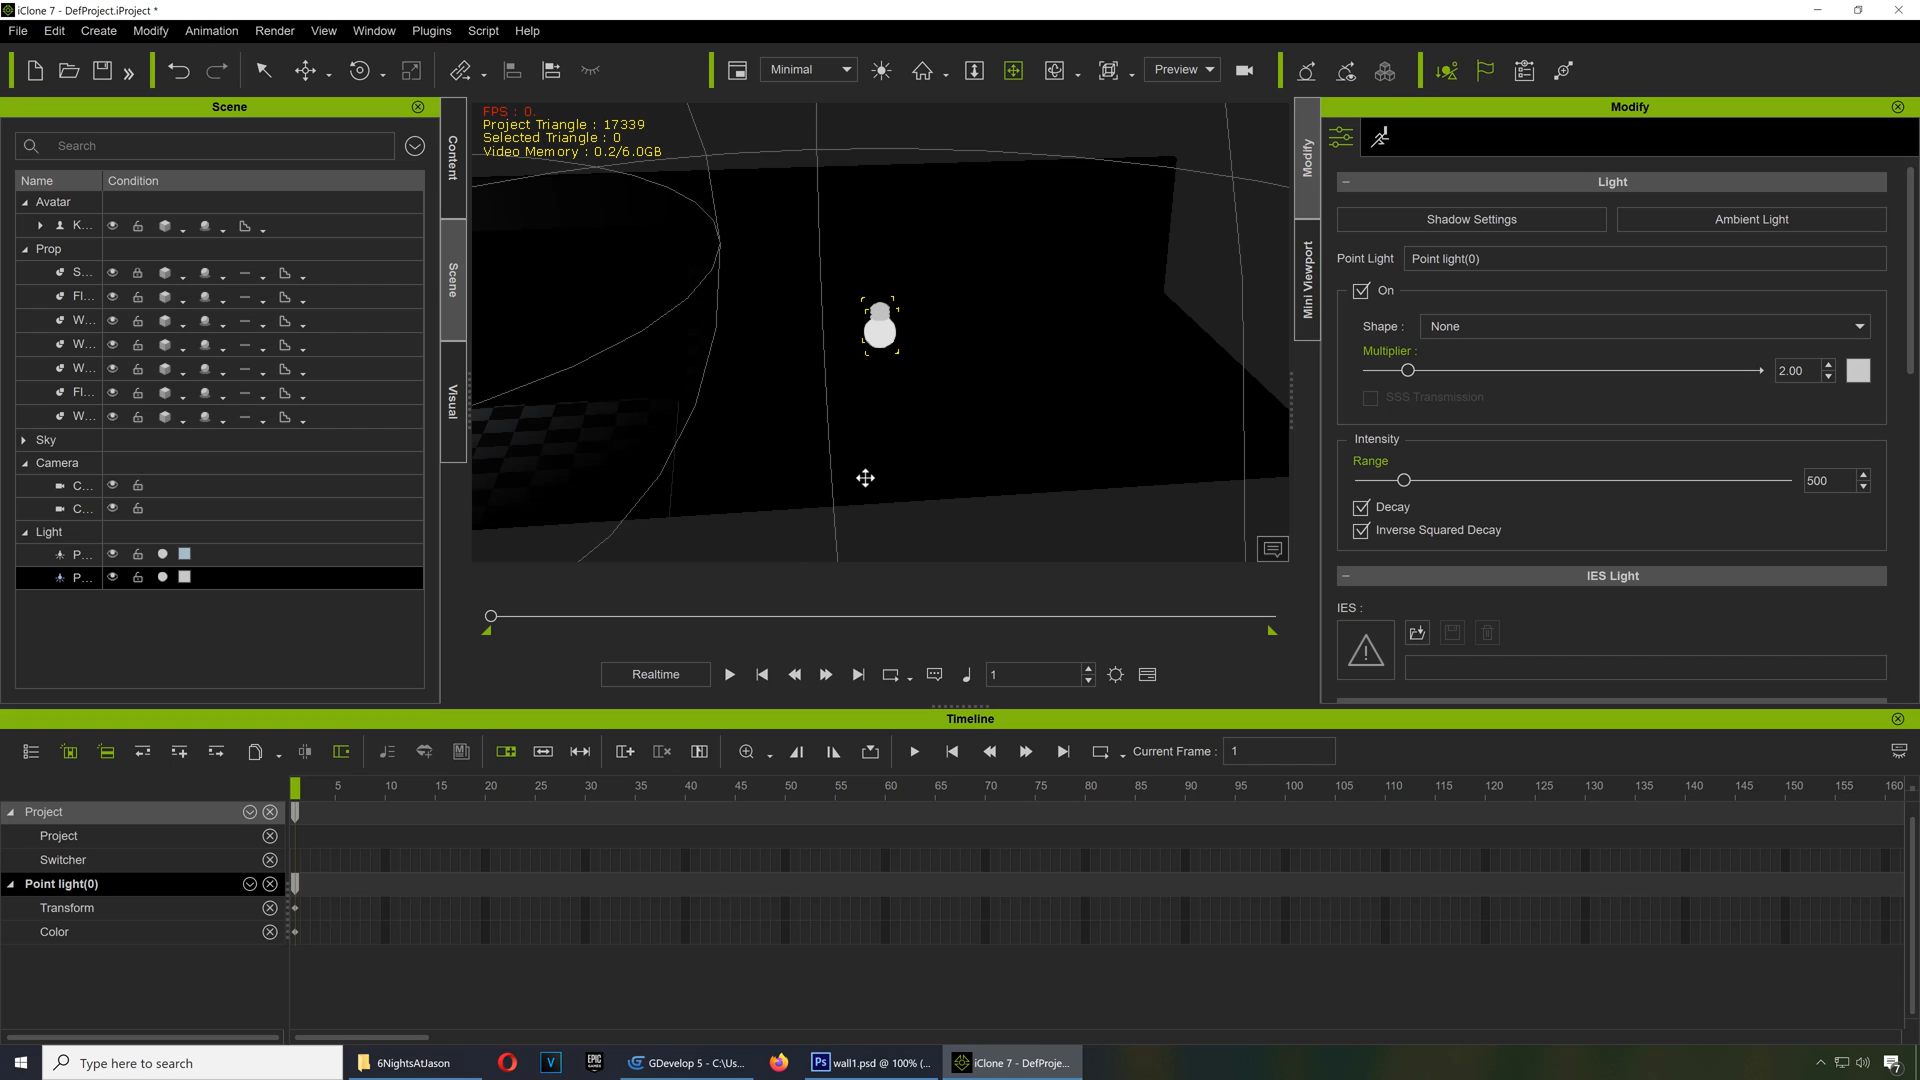 iClone 7 - DefProject.iProject *
File Edit Create Modify Animation Render View Window Plugins Script Help
Minimal
Preview
Scene
Search
Name Condition
Avatar
K...
Prop
S...
Fl...
W...
W...
W...
Fl...
W...
Sky
Camera
C...
C...
Light
P...
P...
Content
Scene
Visual
FPS : 0.
Project Triangle : 17339
Selected Triangle : 0
Video Memory : 0.2/6.0GB
Realtime
1
Modify
Mini Viewport
Modify
Light
Shadow Settings
Ambient Light
Point Light
Point light(0)
On
Shape :
None
Multiplier :
2.00
SSS Transmission
Intensity
Range
500
Decay
Inverse Squared Decay
IES Light
IES :
Timeline
Current Frame : 1
5 10 15 20 25 30 35 40 45 50 55 60 65 70 75 80 85 90 95 100 105 110 115 120 125 130 135 140 145 150 155 160
Project
Project
Switcher
Point light(0)
Transform
Color
Type here to search
6NightsAtJason
V
EPIC GAMES
GDevelop 5 - C:\Us...
Ps
wall1.psd @ 100% (...
iClone 7 - DefProje...
7